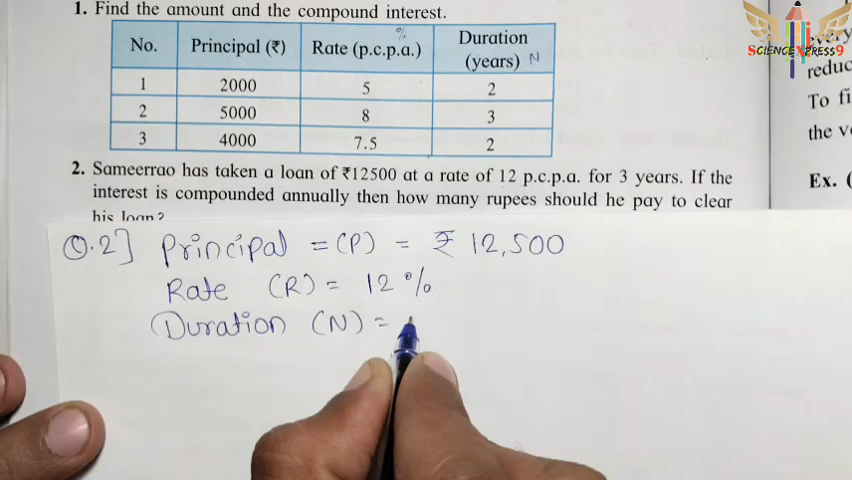 1. Find the amount and the compound interest.
%
No. Principal (₹) Rate (p.c.p.a.) Duration (years) N
1 2000 5 2
2 5000 8 3
3 4000 7.5 2
2. Sameerrao has taken a loan of ₹12500 at a rate of 12 p.c.p.a. for 3 years. If the
interest is compounded annually then how many rupees should he pay to clear
his loan?
Q.2] Principal = (P) = ₹ 12,500
Rate (R) = 12 %
Duration (N) =
SCIENCEXPRESS9
reduc
To fi
the v
Ex. (